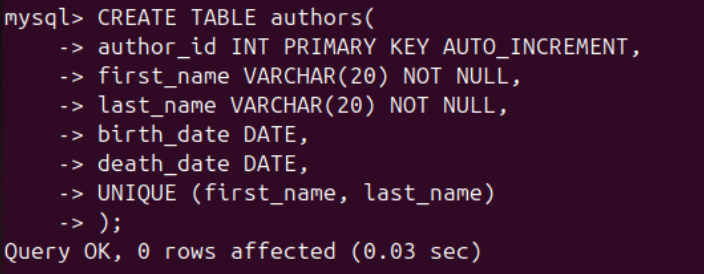 mysql> CREATE TABLE authors(
    -> author_id INT PRIMARY KEY AUTO_INCREMENT,
    -> first_name VARCHAR(20) NOT NULL,
    -> last_name VARCHAR(20) NOT NULL,
    -> birth_date DATE,
    -> death_date DATE,
    -> UNIQUE (first_name, last_name)
    -> );
Query OK, 0 rows affected (0.03 sec)